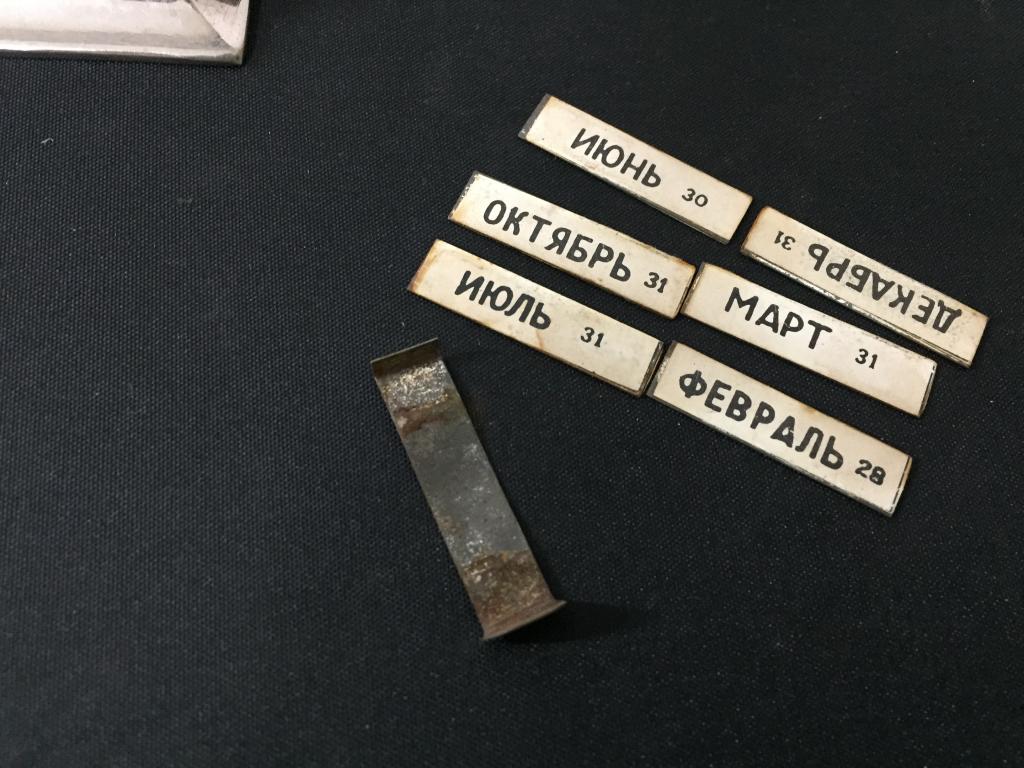 ИЮНЬ 30
ОКТЯБРЬ 31
ДЕКАБРЬ 31
ИЮЛЬ 31
МАРТ 31
ФЕВРАЛЬ 28